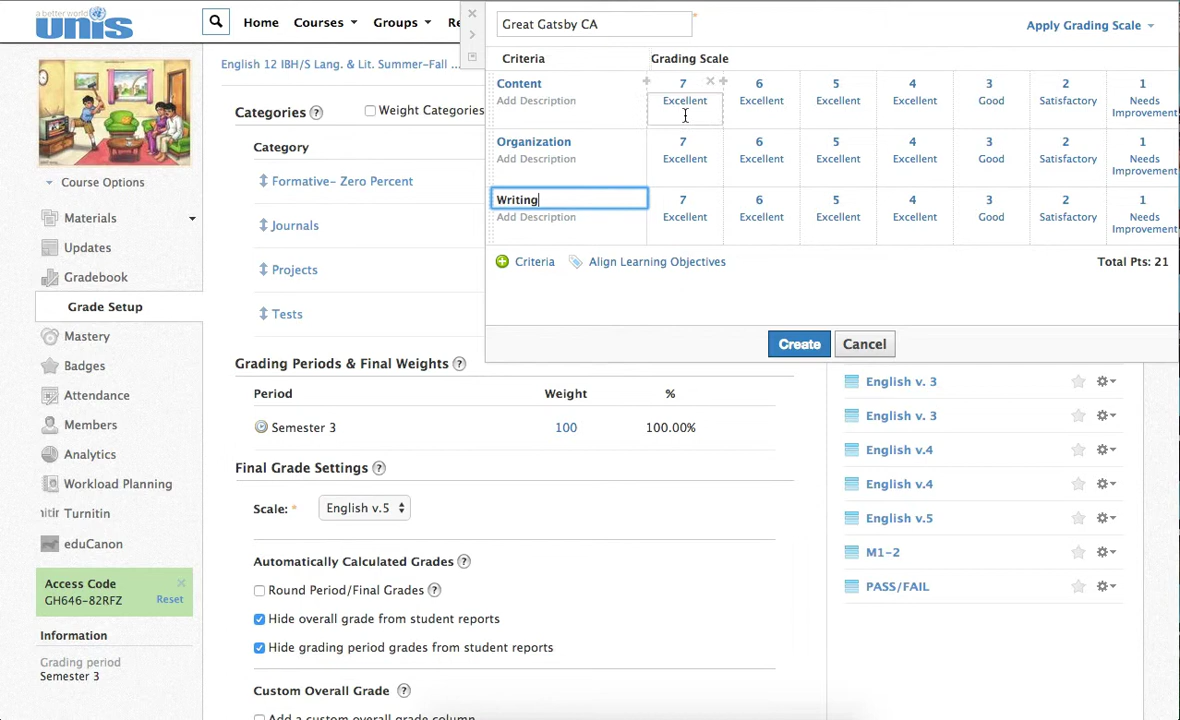 a better world
UNIS
Home
Courses
Groups
Re
Great Gatsby CA
*
Apply Grading Scale
Criteria
Grading Scale
Content
Add Description
7
Excellent
6
Excellent
5
Excellent
4
Excellent
3
Good
2
Satisfactory
1
Needs
Improvement
Organization
Add Description
7
Excellent
6
Excellent
5
Excellent
4
Excellent
3
Good
2
Satisfactory
1
Needs
Improvement
Writing
Add Description
7
Excellent
6
Excellent
5
Excellent
4
Excellent
3
Good
2
Satisfactory
1
Needs
Improvement
Criteria
Align Learning Objectives
Total Pts: 21
Create
Cancel
English 12 IBH/S Lang. & Lit. Summer-Fall ...
Categories ?
Weight Categories
Category
Formative- Zero Percent
Journals
Projects
Tests
Grading Periods & Final Weights ?
Period Weight %
Semester 3 100 100.00%
Final Grade Settings ?
Scale: * English v.5
Automatically Calculated Grades ?
Round Period/Final Grades ?
Hide overall grade from student reports
Hide grading period grades from student reports
Custom Overall Grade ?
Add a custom overall grade column
Course Options
Materials
Updates
Gradebook
Grade Setup
Mastery
Badges
Attendance
Members
Analytics
Workload Planning
Turnitin
eduCanon
Access Code
GH646-82RFZ Reset
Information
Grading period
Semester 3
English v. 3
English v. 3
English v.4
English v.4
English v.5
M1-2
PASS/FAIL